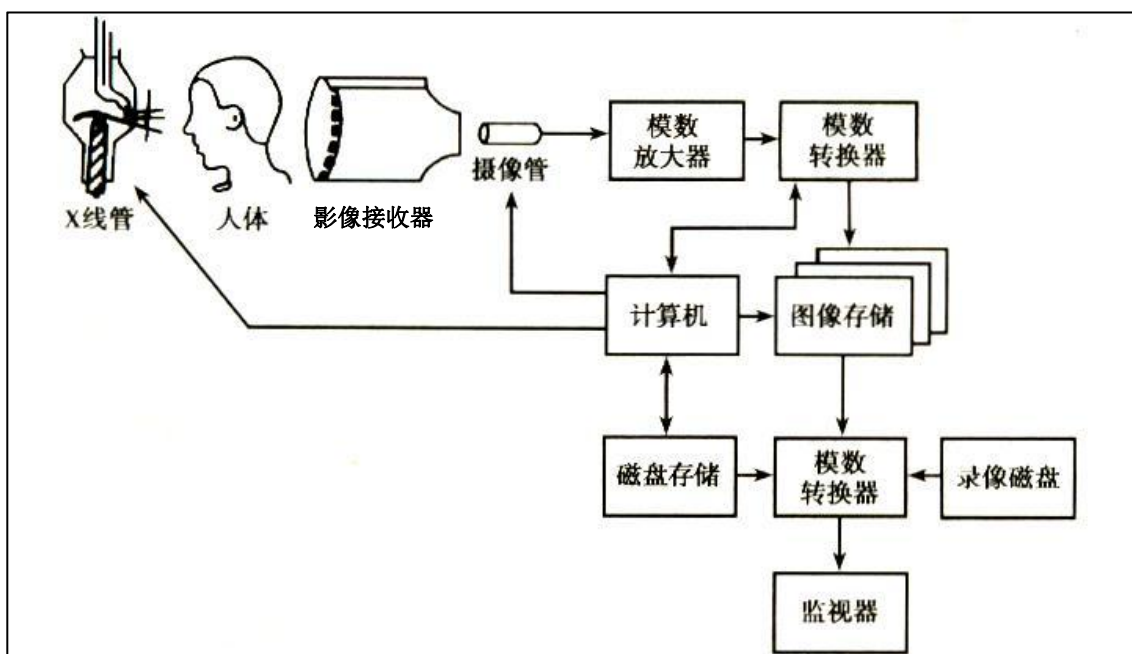 X线管
人体
影像接收器
摄像管
模数
放大器
模数
转换器
计算机
图像存储
磁盘存储
模数
转换器
录像磁盘
监视器